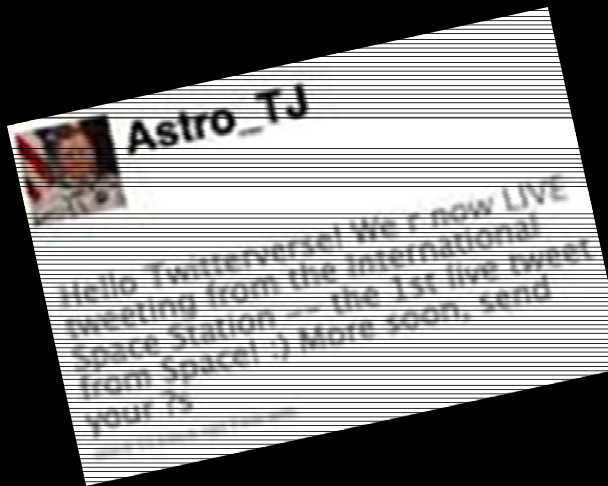 Astro_TJ
Hello Twitterverse! We r now LIVE
tweeting from the International
Space Station -- the 1st live tweet
from Space! :) More soon, send
your ?s